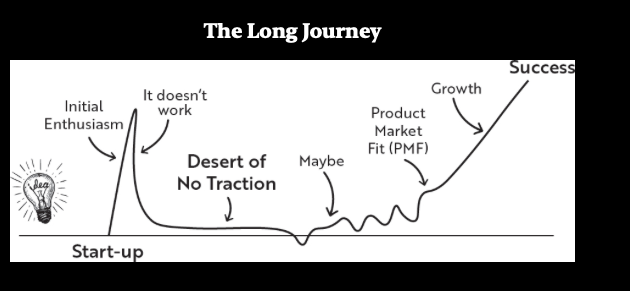 The Long Journey
Success
Growth
It doesn't
work
Initial
Enthusiasm
Product
Market
Fit (PMF)
Desert of
No Traction
Maybe
Idea
Start-up